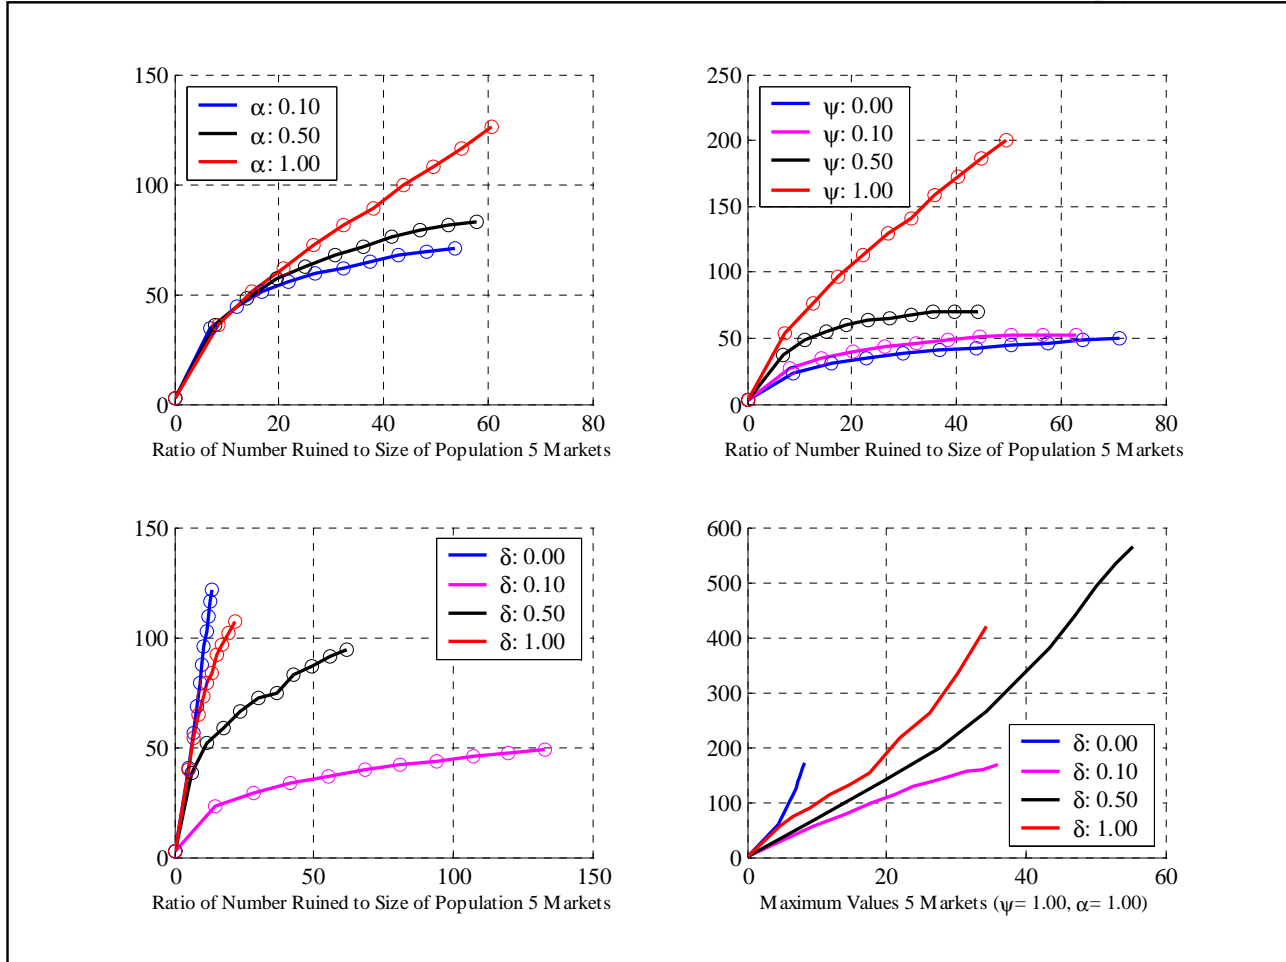 150
100
50
0
α: 0.10
α: 0.50
α: 1.00
0 20 40 60 80
Ratio of Number Ruined to Size of Population 5 Markets
250
200
150
100
50
0
ψ: 0.00
ψ: 0.10
ψ: 0.50
ψ: 1.00
0 20 40 60 80
Ratio of Number Ruined to Size of Population 5 Markets
150
100
50
0
δ: 0.00
δ: 0.10
δ: 0.50
δ: 1.00
0 50 100 150
Ratio of Number Ruined to Size of Population 5 Markets
600
500
400
300
200
100
0
δ: 0.00
δ: 0.10
δ: 0.50
δ: 1.00
0 20 40 60
Maximum Values 5 Markets (ψ= 1.00, α= 1.00)